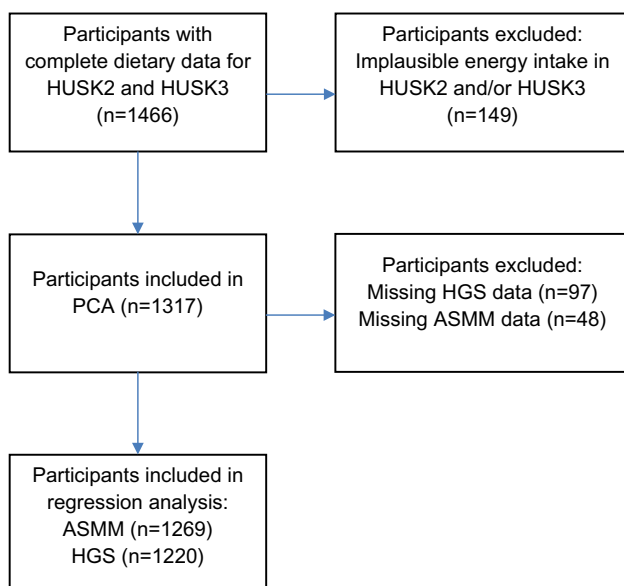 Participants with
complete dietary data for
HUSK2 and HUSK3
(n=1466)
Participants excluded:
Implausible energy intake in
HUSK2 and/or HUSK3
(n=149)
Participants included in
PCA (n=1317)
Participants excluded:
Missing HGS data (n=97)
Missing ASMM data (n=48)
Participants included in
regression analysis:
ASMM (n=1269)
HGS (n=1220)